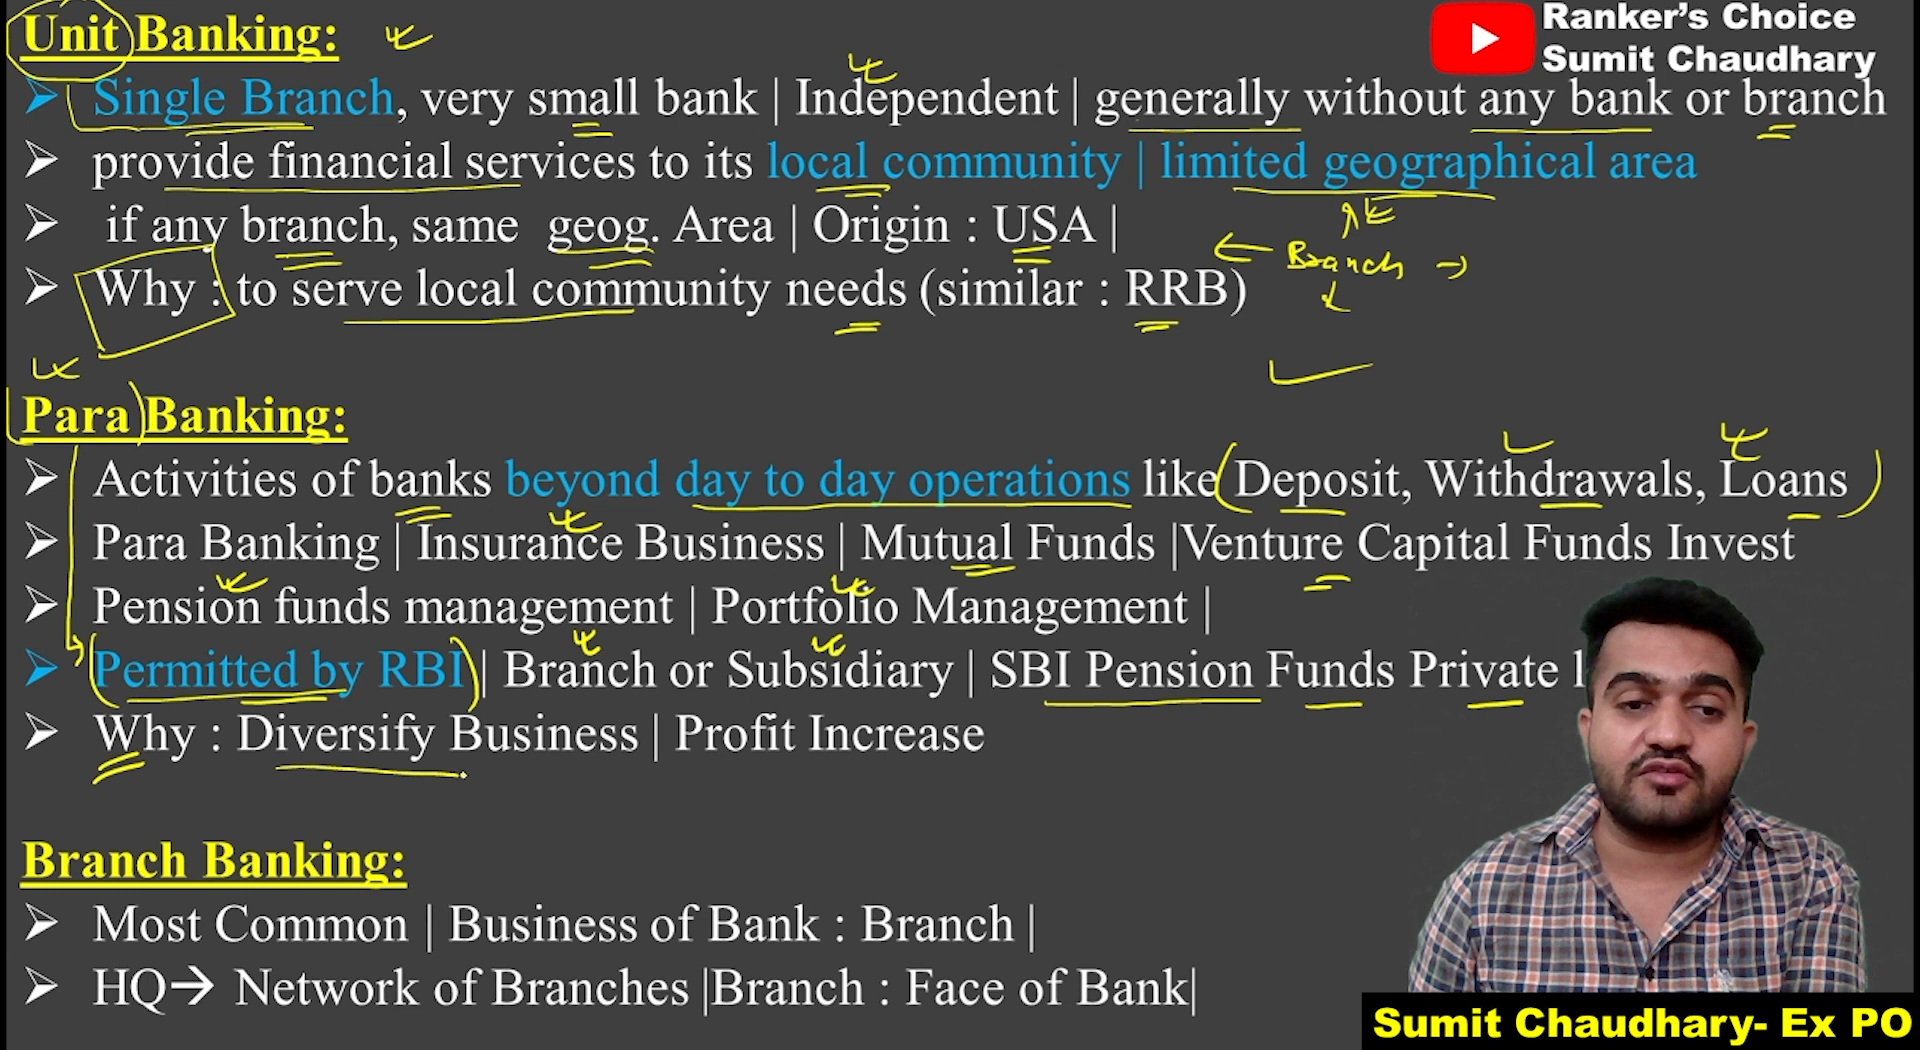 Unit Banking:
Ranker's Choice
Sumit Chaudhary
Single Branch, very small bank | Independent | generally without any bank or branch
provide financial services to its local community | limited geographical area
if any branch, same geog. Area | Origin : USA |
Branch
Why : to serve local community needs (similar : RRB)
Para Banking:
Activities of banks beyond day to day operations like Deposit, Withdrawals, Loans
Para Banking | Insurance Business | Mutual Funds |Venture Capital Funds Invest
Pension funds management | Portfolio Management |
Permitted by RBI | Branch or Subsidiary | SBI Pension Funds Private l
Why : Diversify Business | Profit Increase
Branch Banking:
Most Common | Business of Bank : Branch |
HQ→ Network of Branches |Branch : Face of Bank|
Sumit Chaudhary- Ex PO